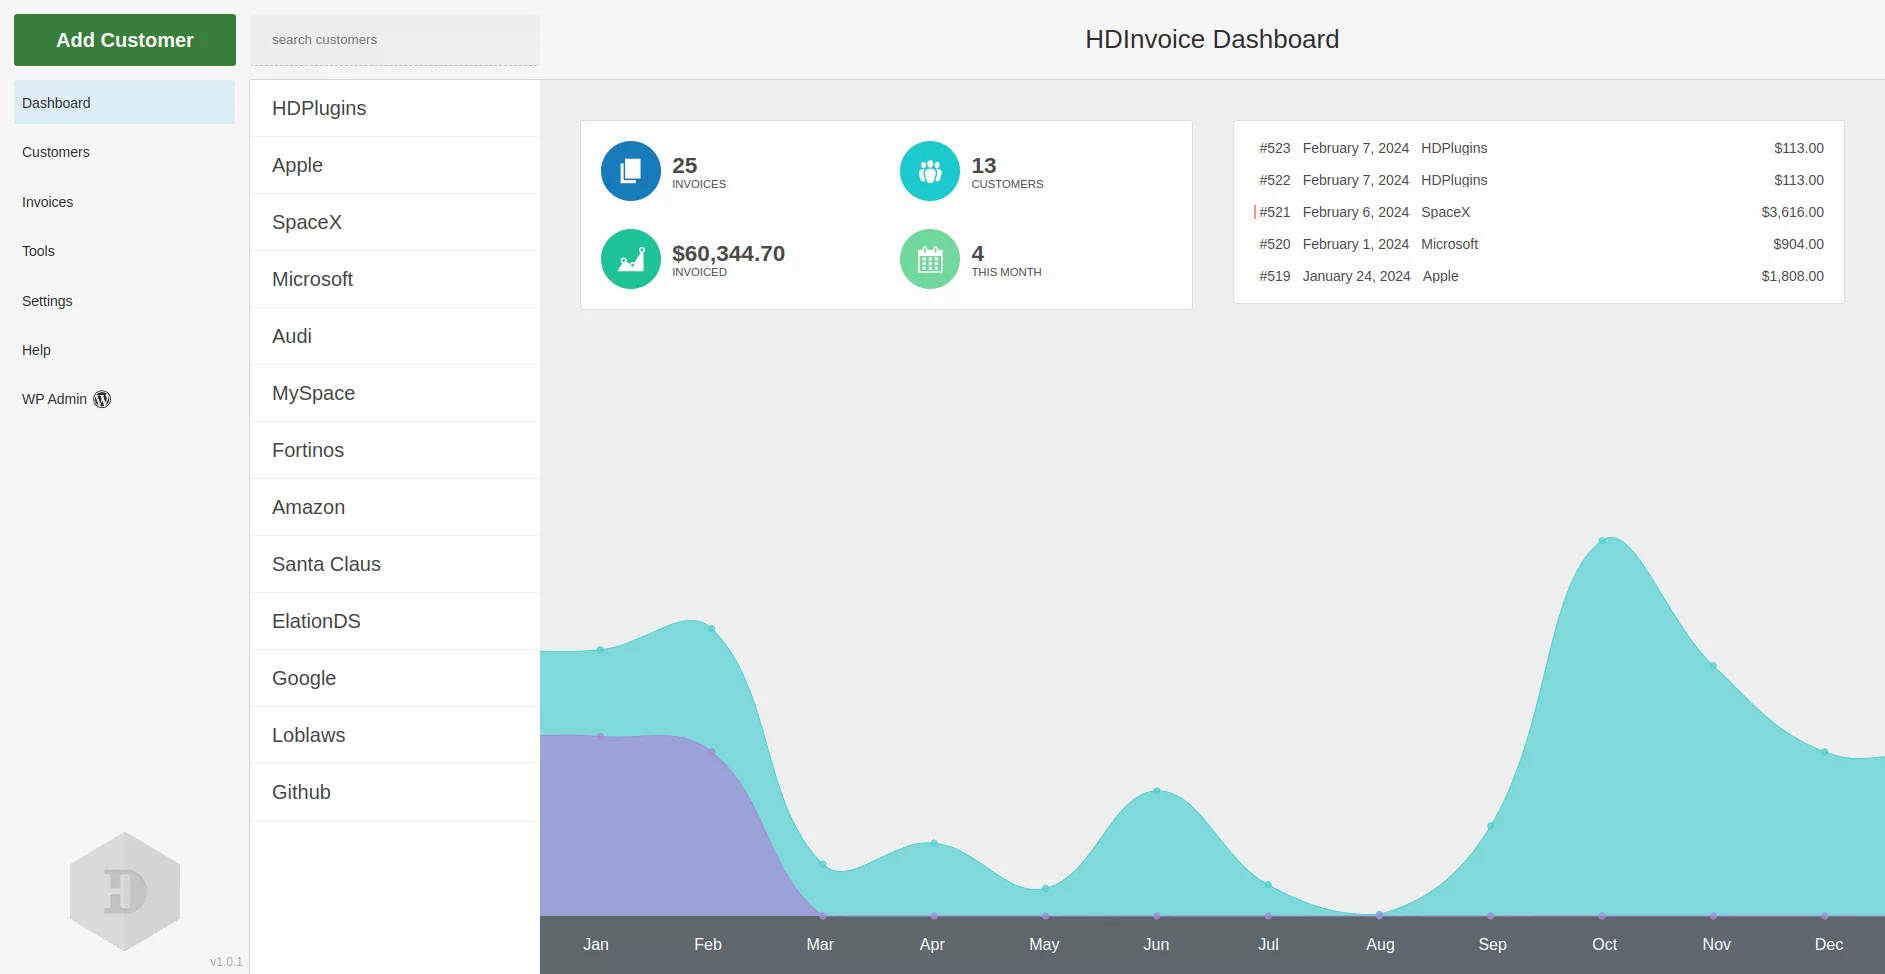 Add Customer
search customers
HDInvoice Dashboard
Dashboard
Customers
Invoices
Tools
Settings
Help
WP Admin
v1.0.1
HDPlugins
Apple
SpaceX
Microsoft
Audi
MySpace
Fortinos
Amazon
Santa Claus
ElationDS
Google
Loblaws
Github
25
INVOICES
13
CUSTOMERS
$60,344.70
INVOICED
4
THIS MONTH
#523 February 7, 2024 HDPlugins $113.00
#522 February 7, 2024 HDPlugins $113.00
#521 February 6, 2024 SpaceX $3,616.00
#520 February 1, 2024 Microsoft $904.00
#519 January 24, 2024 Apple $1,808.00
Jan Feb Mar Apr May Jun Jul Aug Sep Oct Nov Dec